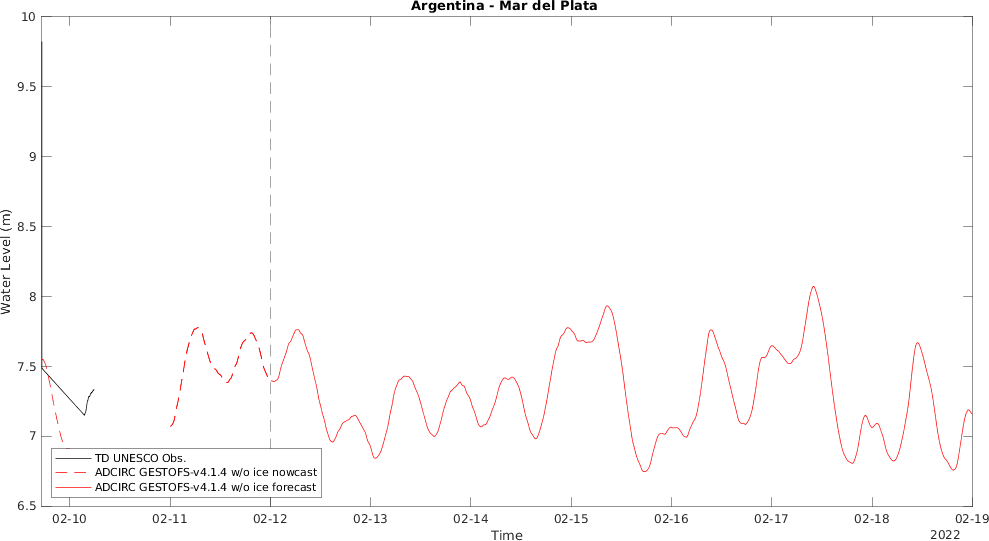 Argentina - Mar del Plata
Water Level (m)
10
9.5
9
8.5
8
7.5
7
6.5
TD UNESCO Obs.
ADCIRC GESTOFS-v4.1.4 w/o ice nowcast
ADCIRC GESTOFS-v4.1.4 w/o ice forecast
02-10 02-11 02-12 02-13 02-14 02-15 02-16 02-17 02-18 02-19
Time
2022